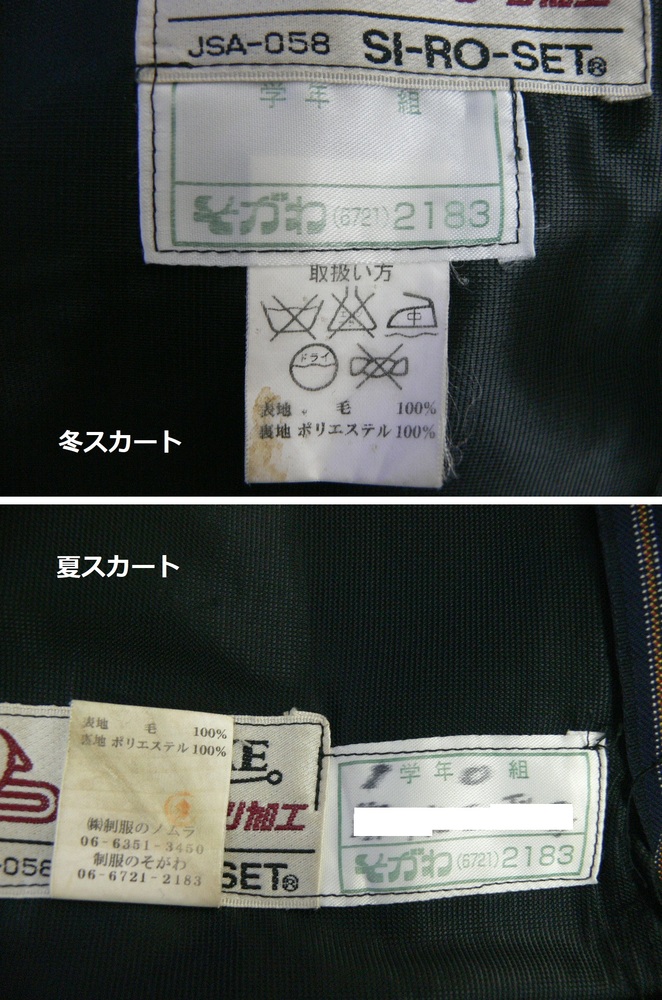 加工
JSA-058 SI-RO-SET®
学年 組
そがわ(6721)2183
取扱い方
中
ドライ
表地 毛 100%
裏地 ポリエステル 100%
冬スカート
夏スカート
表地 毛 100%
裏地 ポリエステル 100%
㈱制服のノムラ
06-6351-3450
制服のそがわ
06-6721-2183
り加工
-058
SET®
学年 組
そがわ(6721)2183